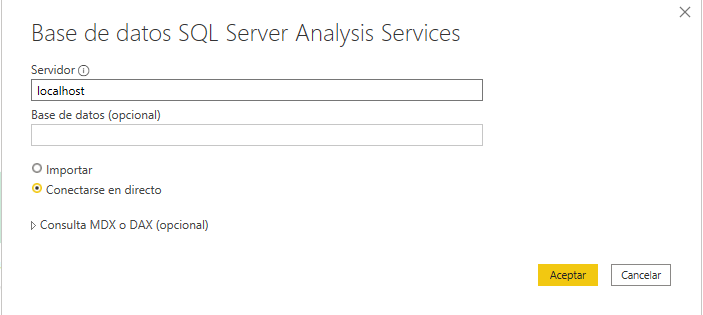 Base de datos SQL Server Analysis Services
Servidor
localhost
Base de datos (opcional)
Importar
Conectarse en directo
Consulta MDX o DAX (opcional)
Aceptar
Cancelar